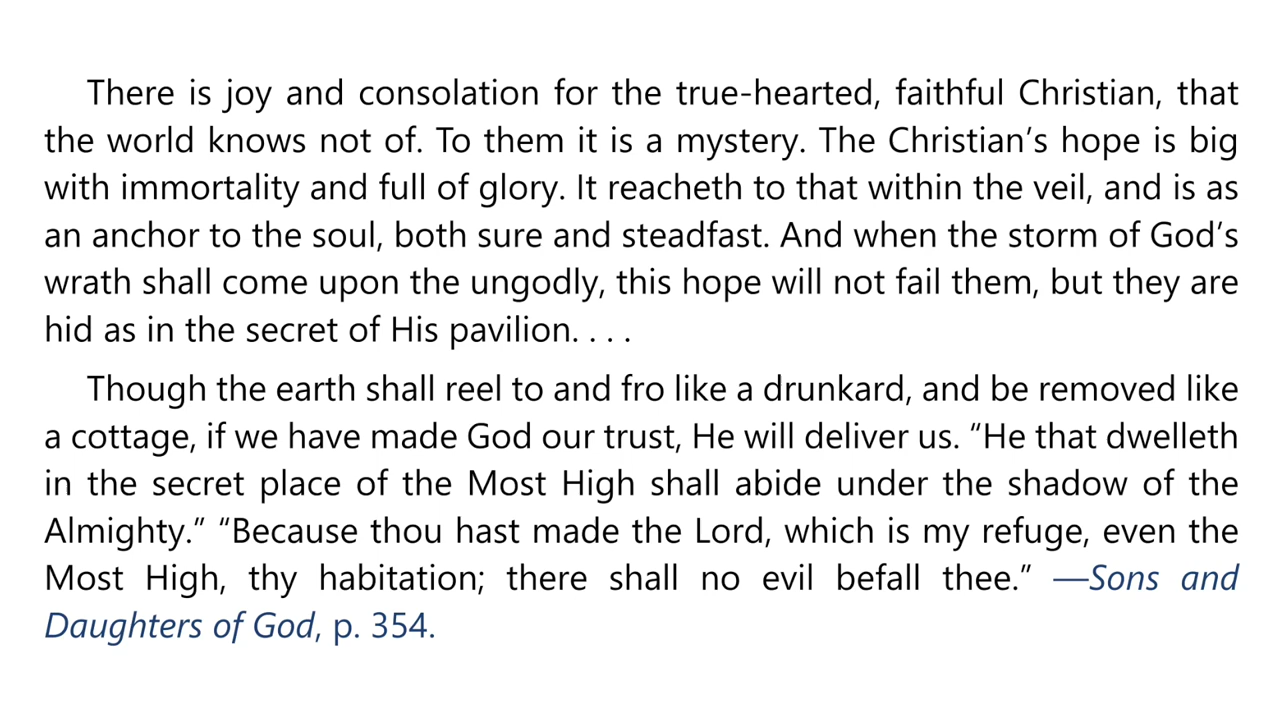 There is joy and consolation for the true-hearted, faithful Christian, that
the world knows not of. To them it is a mystery. The Christian’s hope is big
with immortality and full of glory. It reacheth to that within the veil, and is as
an anchor to the soul, both sure and steadfast. And when the storm of God’s
wrath shall come upon the ungodly, this hope will not fail them, but they are
hid as in the secret of His pavilion. . . .
Though the earth shall reel to and fro like a drunkard, and be removed like
a cottage, if we have made God our trust, He will deliver us. “He that dwelleth
in the secret place of the Most High shall abide under the shadow of the
Almighty.” “Because thou hast made the Lord, which is my refuge, even the
Most High, thy habitation; there shall no evil befall thee.” —Sons and
Daughters of God, p. 354.